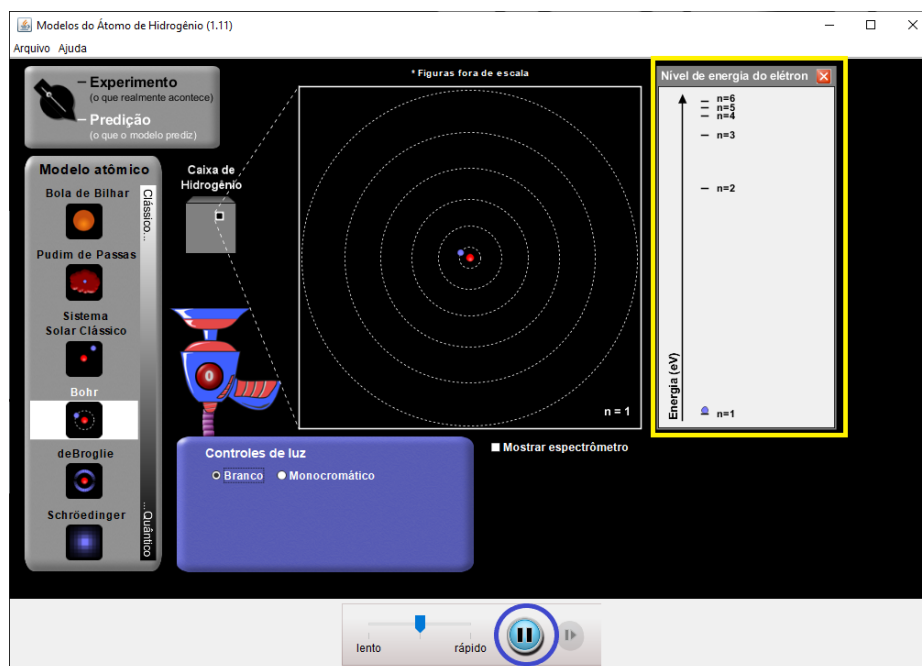 Modelos do Átomo de Hidrogênio (1.11)
Arquivo Ajuda
Experimento
(o que realmente acontece)
Predição
(o que o modelo prediz)
Modelo atômico
Bola de Bilhar
Pudim de Passas
Sistema
Solar Clássico
Bohr
deBroglie
Schröedinger
Clássico...
...Quântico
Caixa de
Hidrogênio
* Figuras fora de escala
n = 1
Mostrar espectrômetro
Controles de luz
Branco Monocromático
Nível de energia do elétron
n=6
n=5
n=4
n=3
n=2
n=1
Energia (eV)
lento rápido